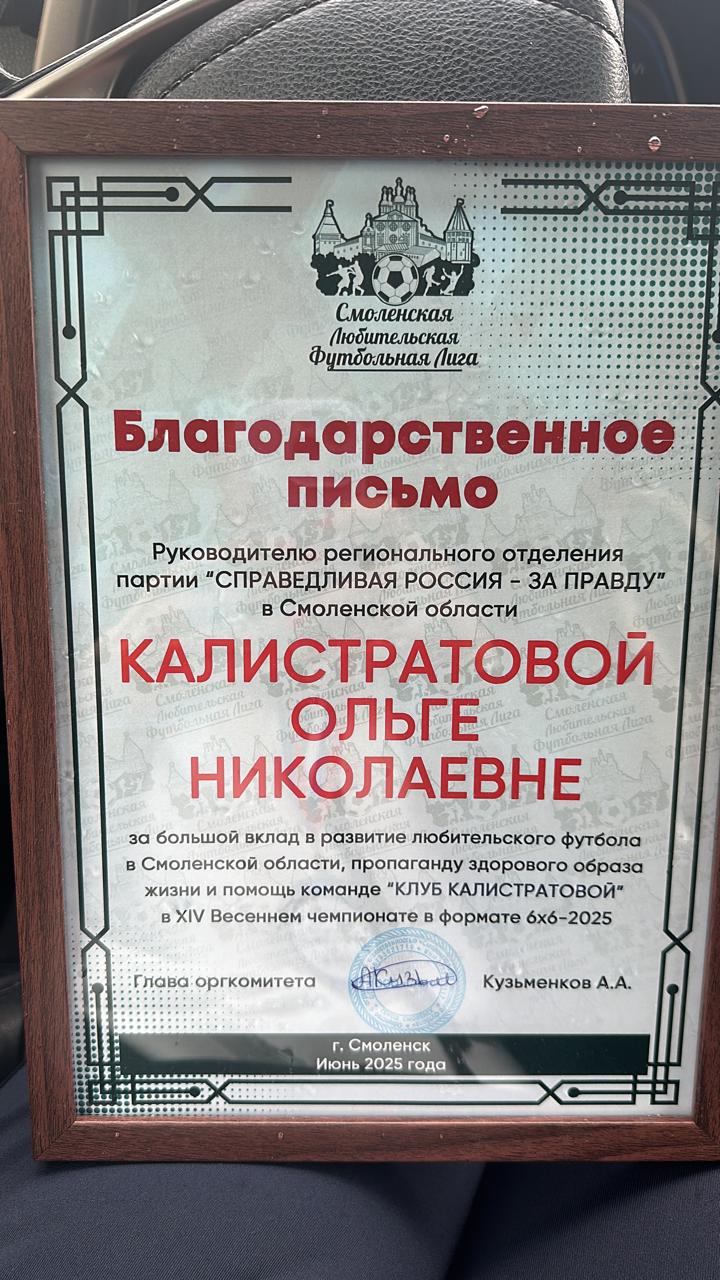 Смоленская
Любительская
Футбольная Лига
Благодарственное
письмо
Руководителю регионального отделения
партии "СПРАВЕДЛИВАЯ РОССИЯ - ЗА ПРАВДУ"
в Смоленской области
КАЛИСТРАТОВОЙ
ОЛЬГЕ
НИКОЛАЕВНЕ
за большой вклад в развитие любительского футбола
в Смоленской области, пропаганду здорового образа
жизни и помощь команде "КЛУБ КАЛИСТРАТОВОЙ"
в XIV Весеннем чемпионате в формате 6х6-2025
Глава оргкомитета Кузьменков А.А.
г. Смоленск
Июнь 2025 года